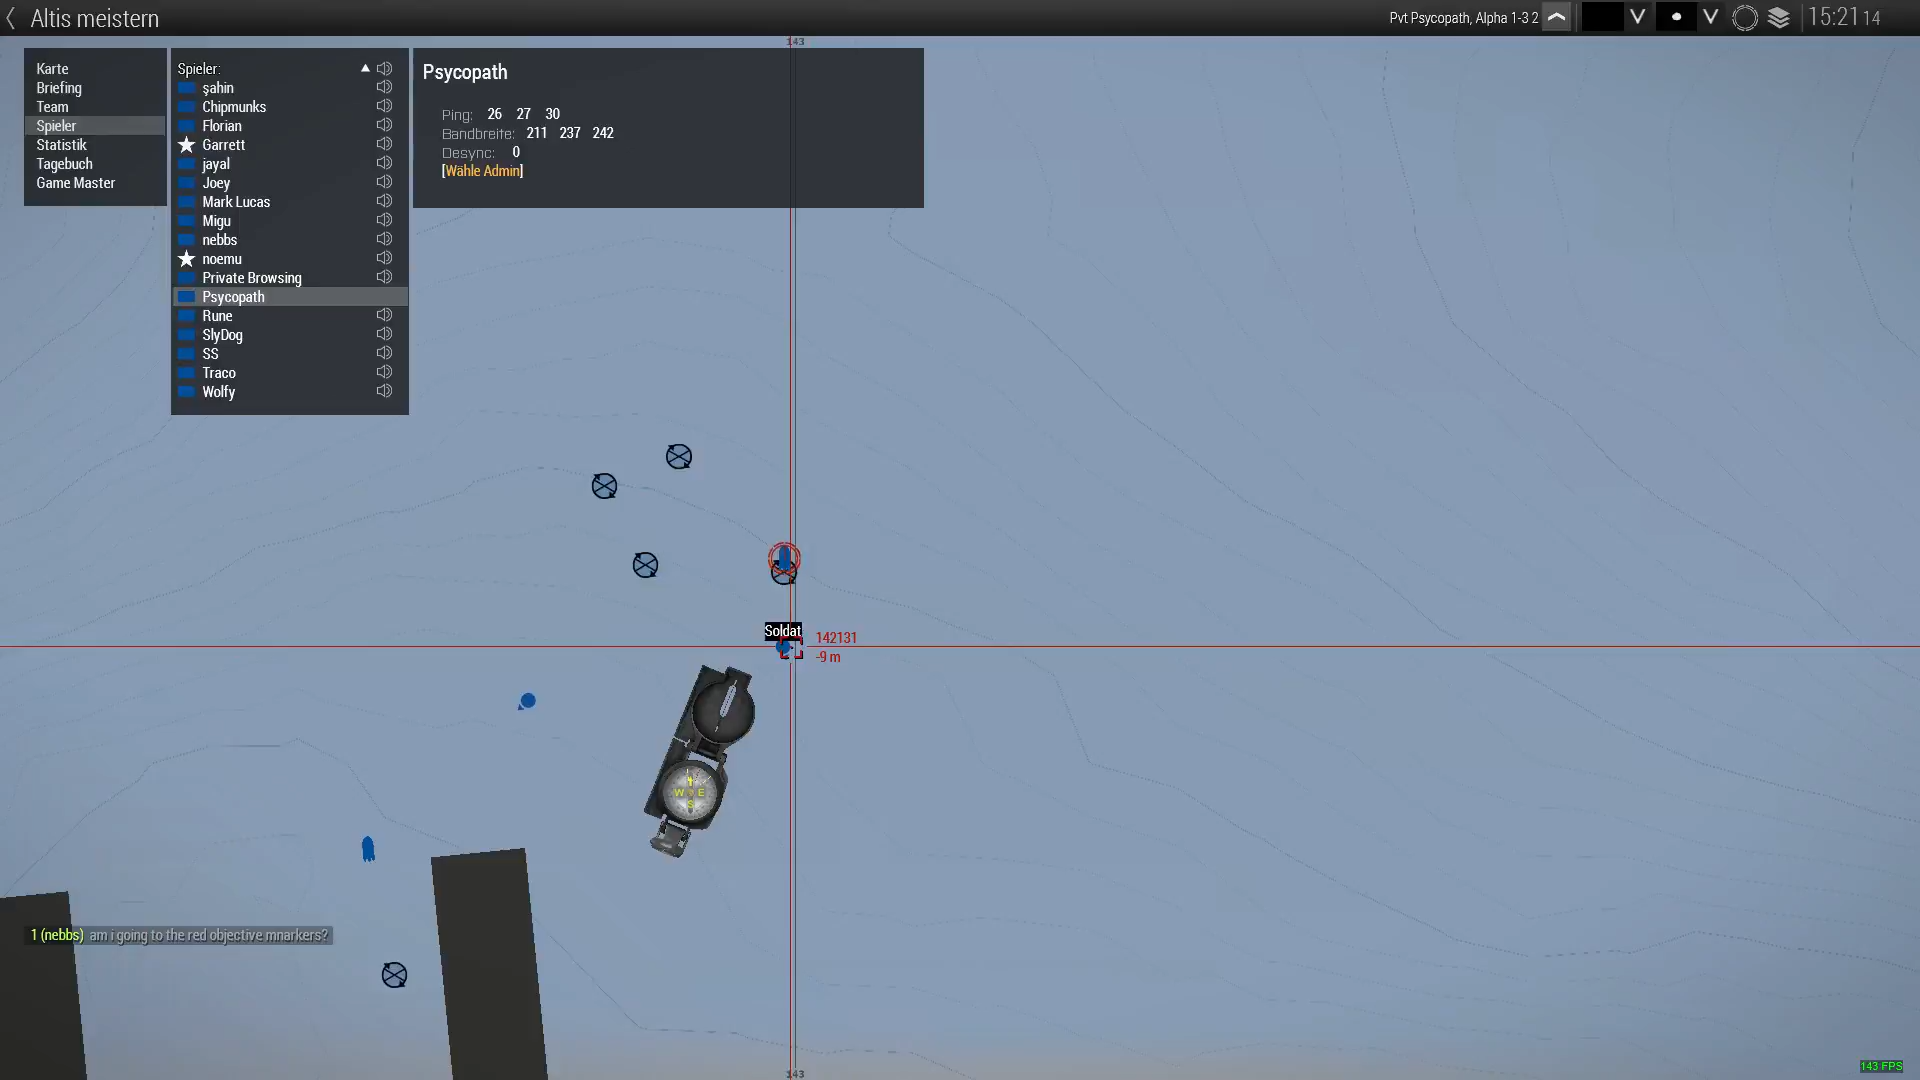 Altis meistern
Pvt Psycopath, Alpha 1-3 2
V
V
15:21 14
143
Karte
Briefing
Team
Spieler
Statistik
Tagebuch
Game Master
Spieler:
şahin
Chipmunks
Florian
Garrett
jayal
Joey
Mark Lucas
Migu
nebbs
noemu
Private Browsing
Psycopath
Rune
SlyDog
SS
Traco
Wolfy
Psycopath
Ping: 26 27 30
Bandbreite: 211 237 242
Desync: 0
[Wähle Admin]
Soldat
142131
-9 m
W E
S
1 (nebbs) am i going to the red objective mnarkers?
143 FPS
143